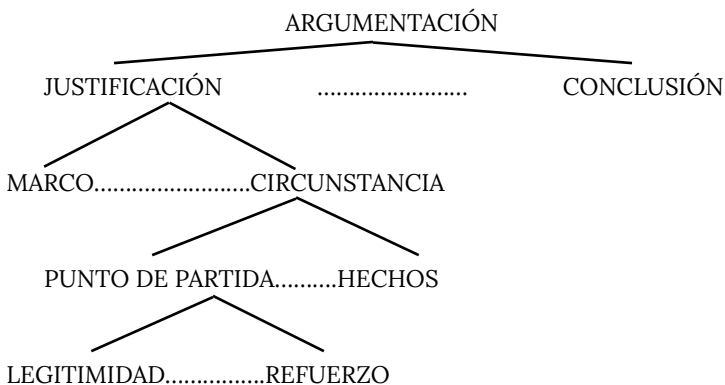 ARGUMENTACIÓN
JUSTIFICACIÓN ........................ CONCLUSIÓN
MARCO.........................CIRCUNSTANCIA
PUNTO DE PARTIDA..........HECHOS
LEGITIMIDAD................REFUERZO